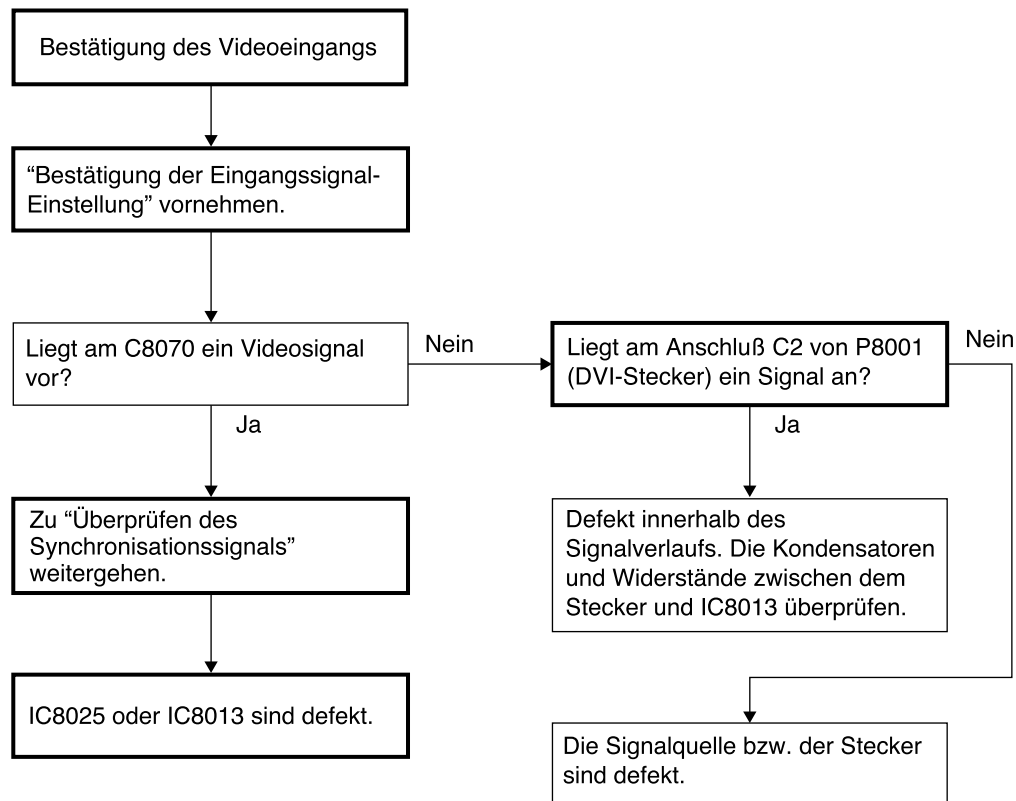 Bestätigung des Videoeingangs
“Bestätigung der Eingangssignal-
Einstellung” vornehmen.
Liegt am C8070 ein Videosignal
vor?
Nein
Liegt am Anschluß C2 von P8001
(DVI-Stecker) ein Signal an?
Nein
Ja
Ja
Zu “Überprüfen des
Synchronisationssignals”
weitergehen.
Defekt innerhalb des
Signalverlaufs. Die Kondensatoren
und Widerstände zwischen dem
Stecker und IC8013 überprüfen.
IC8025 oder IC8013 sind defekt.
Die Signalquelle bzw. der Stecker
sind defekt.